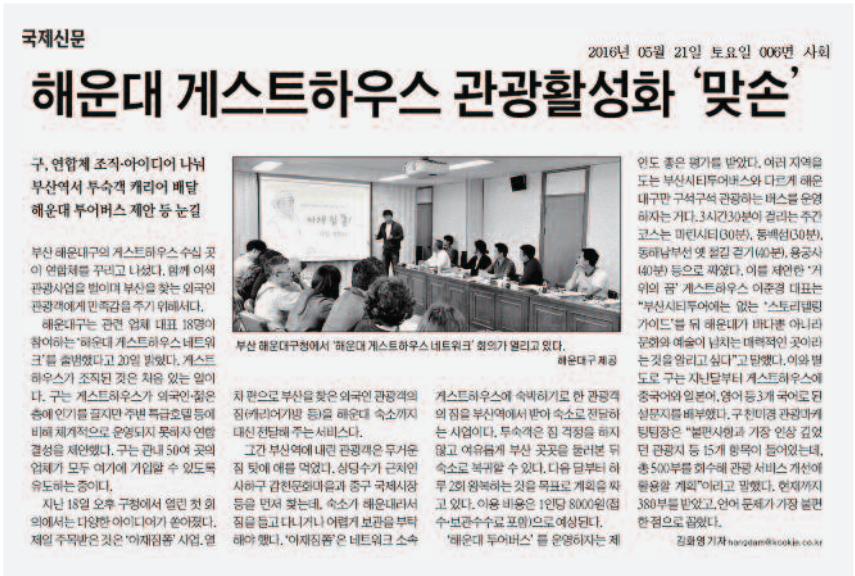 국제신문
2016년 05월 21일 토요일 006면 사회
해운대 게스트하우스 관광활성화 '맞손'
구, 연합체 조직·아이디어 나눠
부산역서 투숙객 캐리어 배달
해운대 투어버스 제안 등 눈길
부산 해운대구의 게스트하우스 수십 곳
이 연합체를 꾸리고 나섰다. 함께 이색
관광사업을 벌이며 부산을 찾는 외국인
관광객에게 만족감을 주기 위해서다.
해운대구는 관련 업체 대표 18명이
참여하는 '해운대 게스트하우스 네트워
크'를 출범했다고 20일 밝혔다. 게스트
하우스가 조직된 것은 처음 있는 일이
다. 구는 게스트하우스가 외국인·젊은
층에 인기를 끌지만 주변 특급호텔 등에
비해 체계적으로 운영되지 못하자 연합
결성을 제안했다. 구는 관내 50여 곳의
업체가 모두 여기에 가입할 수 있도록
유도하는 중이다.
지난 18일 오후 구청에서 열린 첫 회
의에서는 다양한 아이디어가 쏟아졌다.
제일 주목받은 것은 '아재짐쫌' 사업. 열
부산 해운대구청에서 '해운대 게스트하우스 네트워크' 회의가 열리고 있다.
해운대구 제공
차 편으로 부산을 찾은 외국인 관광객의
짐(캐리어가방 등)을 해운대 숙소까지
대신 전달해 주는 서비스다.
그간 부산역에 내린 관광객은 무거운
짐 탓에 애를 먹었다. 상당수가 근처인
사하구 감천문화마을과 중구 국제시장
등을 먼저 찾는데, 숙소가 해운대라서
짐을 들고 다니거나 어렵게 보관을 부탁
해야 했다. '아재짐쫌'은 네트워크 소속
게스트하우스에 숙박하기로 한 관광객
의 짐을 부산역에서 받아 숙소로 전달하
는 사업이다. 투숙객은 짐 걱정을 하지
않고 여유롭게 부산 곳곳을 둘러본 뒤
숙소로 복귀할 수 있다. 다음 달부터 하
루 2회 왕복하는 것을 목표로 계획을 짜
고 있다. 이용 비용은 1인당 8000원(접
수·보관수수료 포함)으로 예상된다.
'해운대 투어버스'를 운영하자는 제
인도 좋은 평가를 받았다. 여러 지역을
도는 부산시티투어버스와 다르게 해운
대구만 구석구석 관광하는 버스를 운영
하자는 거다. 3시간30분이 걸리는 주간
코스는 마린시티(30분), 동백섬(30분),
동해남부선 옛 철길 걷기(40분), 용궁사
(40분) 등으로 짜였다. 이를 제안한 '거
위의 꿈' 게스트하우스 이준경 대표는
"부산시티투어에는 없는 '스토리텔링
가이드'를 둬 해운대가 바다뿐 아니라
문화와 예술이 넘치는 매력적인 곳이라
는 것을 알리고 싶다"고 말했다. 이와 별
도로 구는 지난달부터 게스트하우스에
중국어와 일본어, 영어 등 3개 국어로 된
설문지를 배부했다. 구 천미경 관광마케
팅팀장은 "불편사항과 가장 인상 깊었
던 관광지 등 15개 항목이 들어있는데,
총 500부를 회수해 관광 서비스 개선에
활용할 계획"이라고 말했다. 현재까지
380부를 받았고, 언어 문제가 가장 불편
한 점으로 꼽혔다.
김화영 기자 hongdam@kookje.co.kr